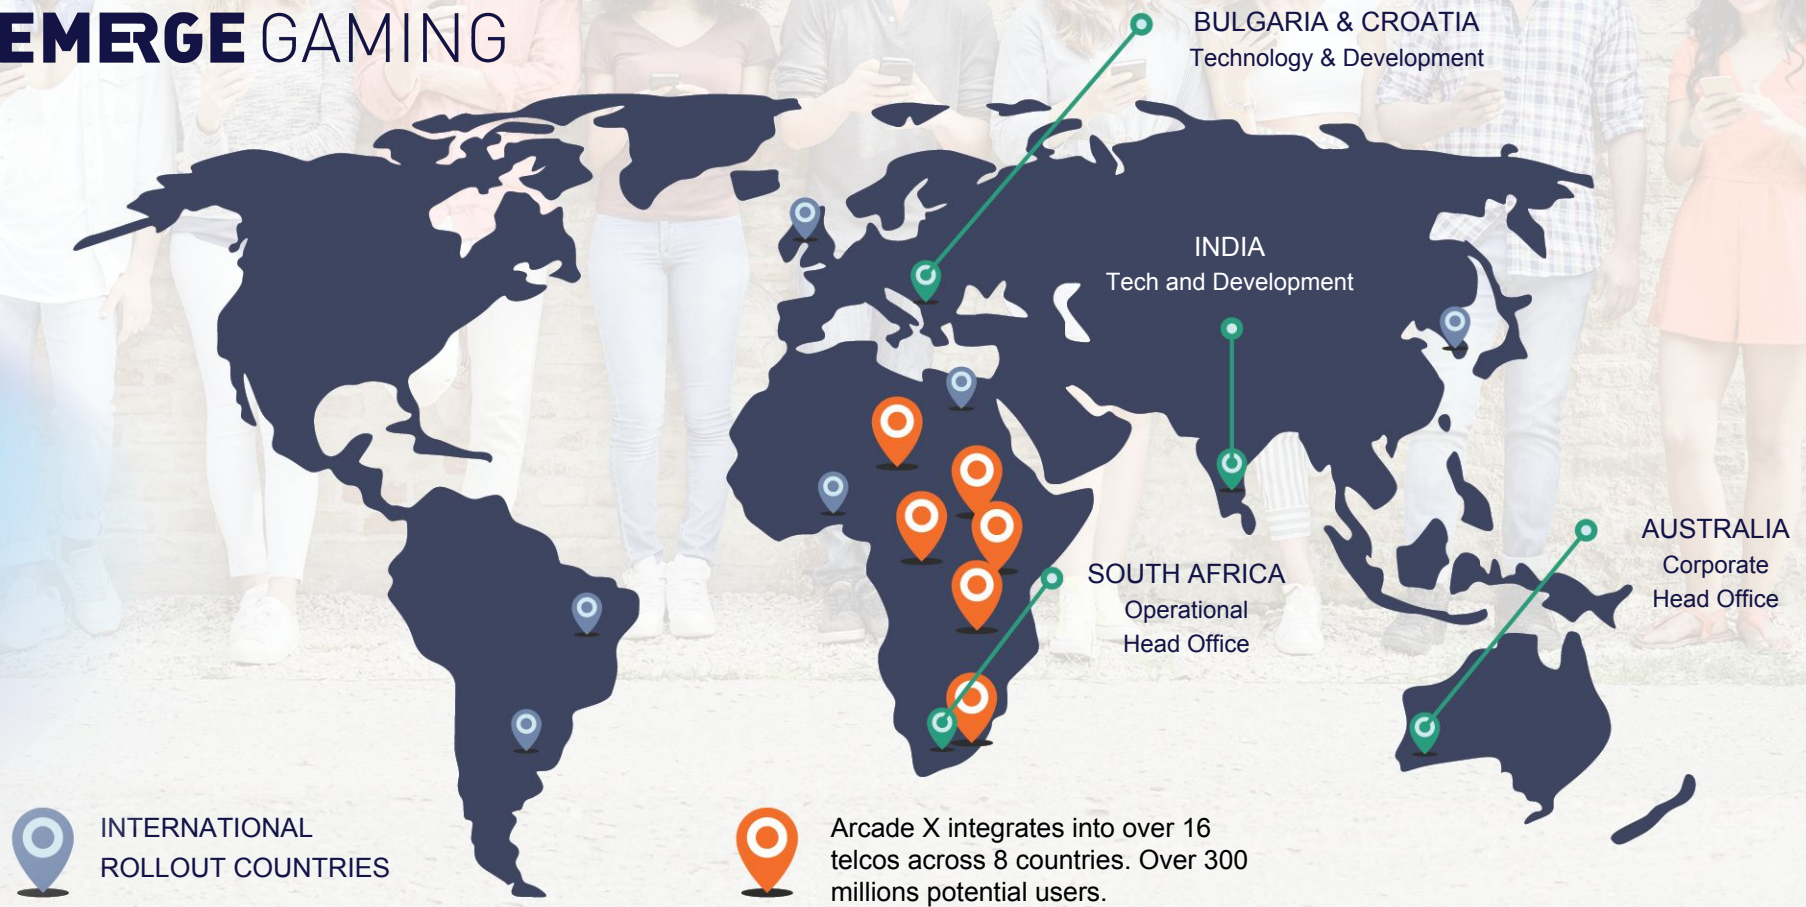 EMERGE GAMING
BULGARIA & CROATIA
Technology & Development
INDIA
Tech and Development
SOUTH AFRICA
Operational
Head Office
AUSTRALIA
Corporate
Head Office
INTERNATIONAL
ROLLOUT COUNTRIES
Arcade X integrates into over 16
telcos across 8 countries. Over 300
millions potential users.